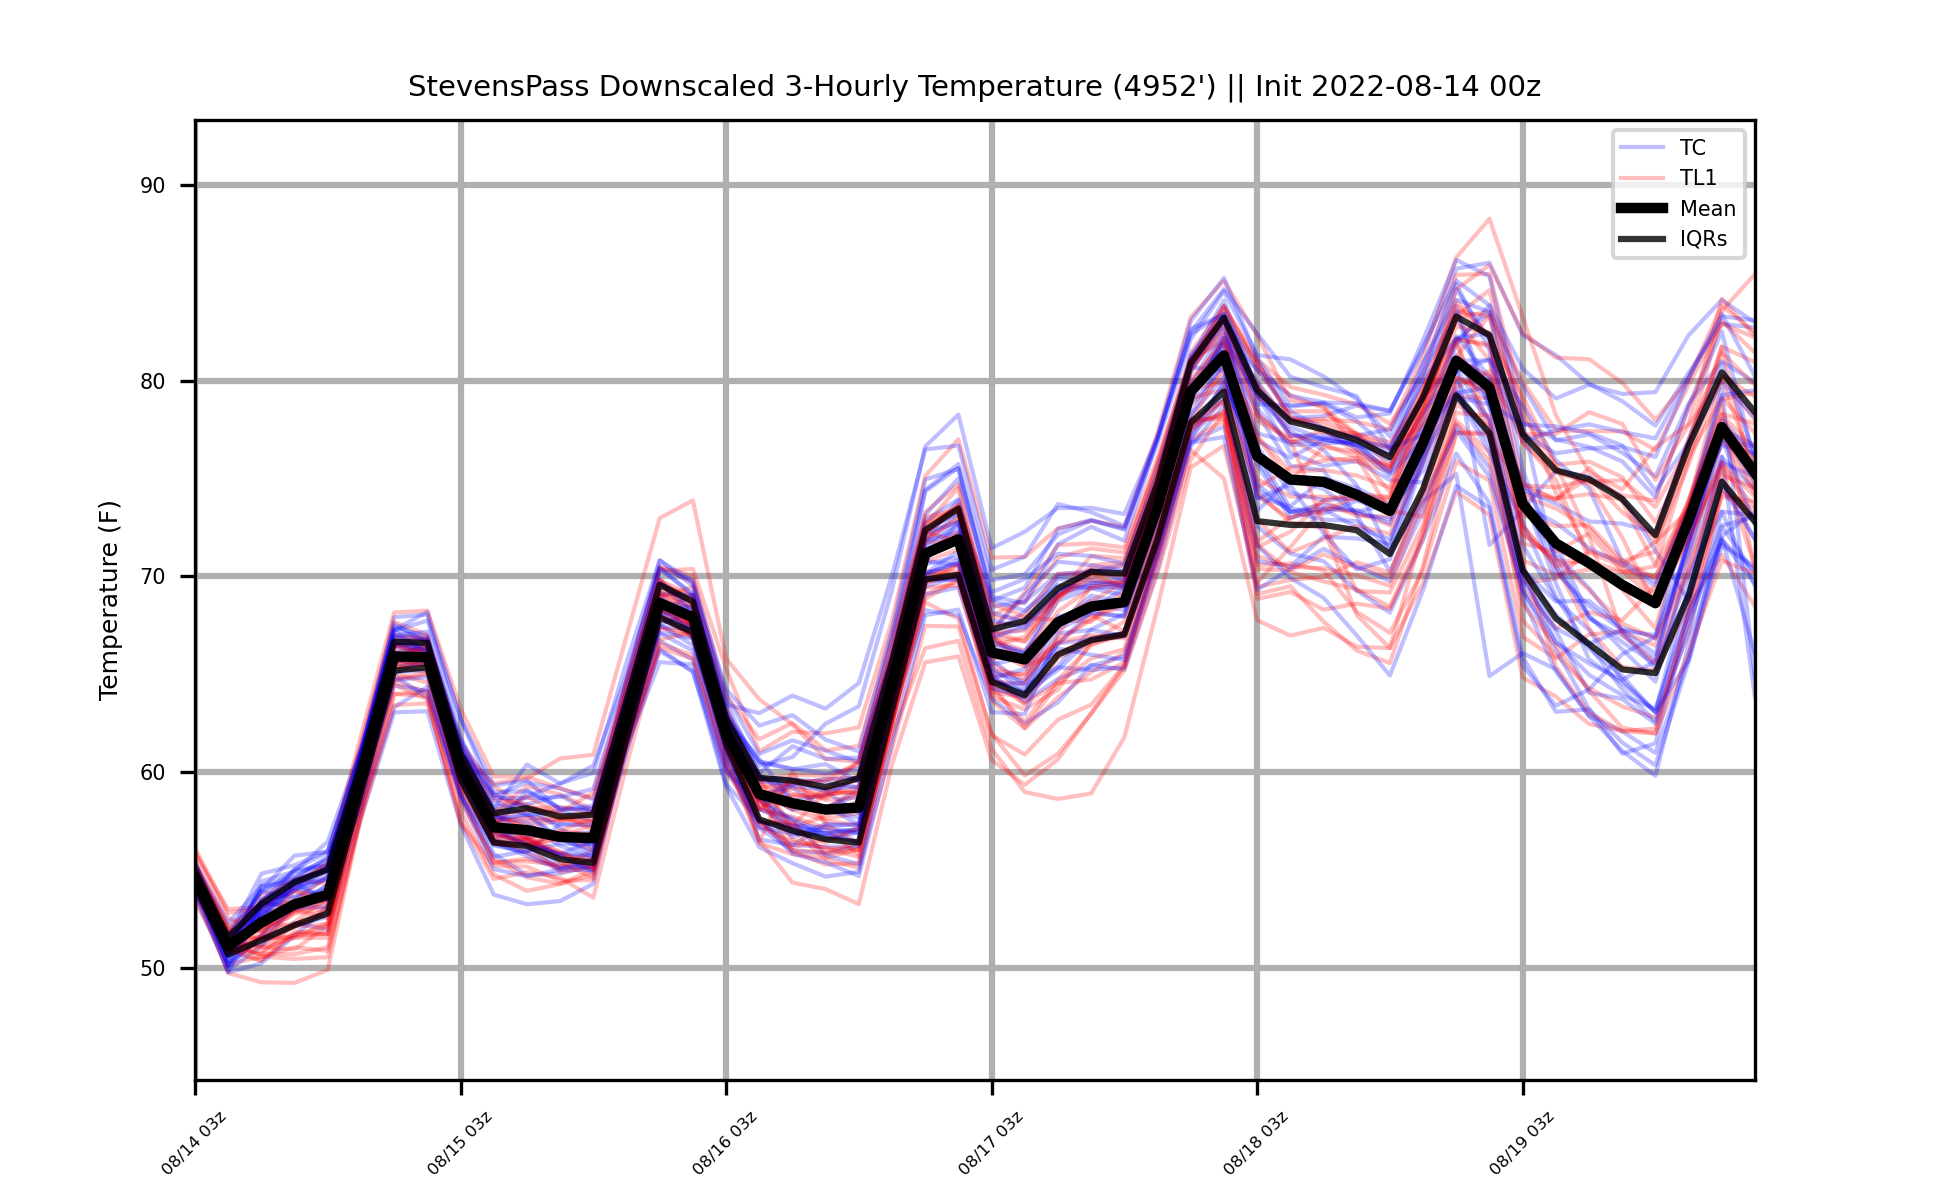 StevensPass Downscaled 3-Hourly Temperature (4952') || Init 2022-08-14 00z
TC
TL1
Mean
IQRs
Temperature (F)
90
80
70
60
50
08/14 03z
08/15 03z
08/16 03z
08/17 03z
08/18 03z
08/19 03z